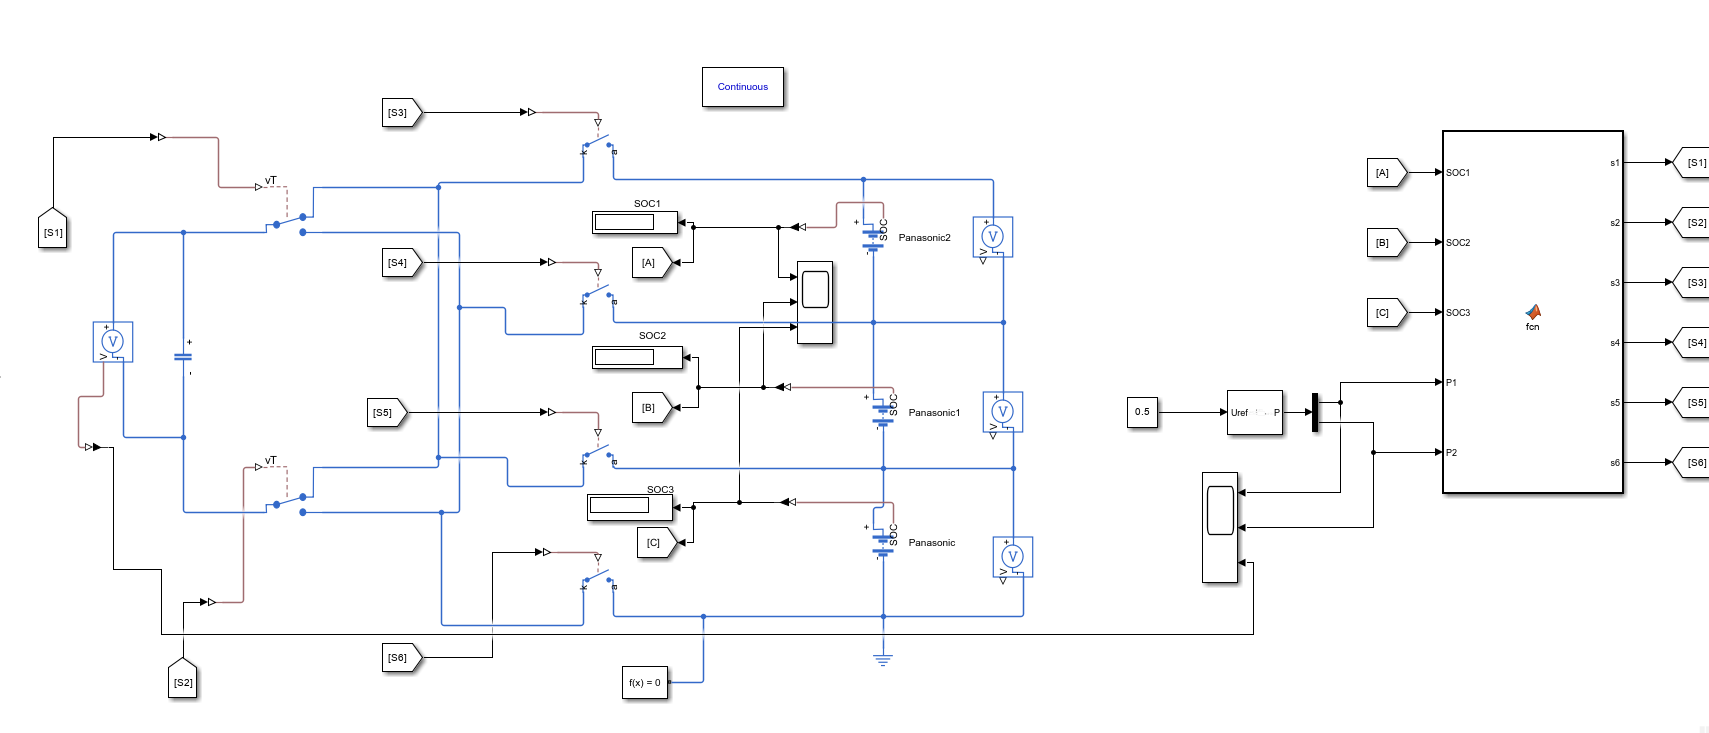 Continuous
[S3]
k
a
vT
SOC1
[S1]
[A]
+
SOC
-
Panasonic2
+
V
V
-
[S4]
k
a
SOC2
[B]
+
V
V
-
+
-
+
SOC
-
Panasonic1
+
V
V
-
[S5]
k
a
vT
SOC3
[C]
+
SOC
-
Panasonic
+
V
V
-
k
a
[S2]
[S6]
f(x) = 0
0.5
Uref
P
[A]
[B]
[C]
SOC1
SOC2
SOC3
P1
P2
fcn
s1
s2
s3
s4
s5
s6
[S1]
[S2]
[S3]
[S4]
[S5]
[S6]